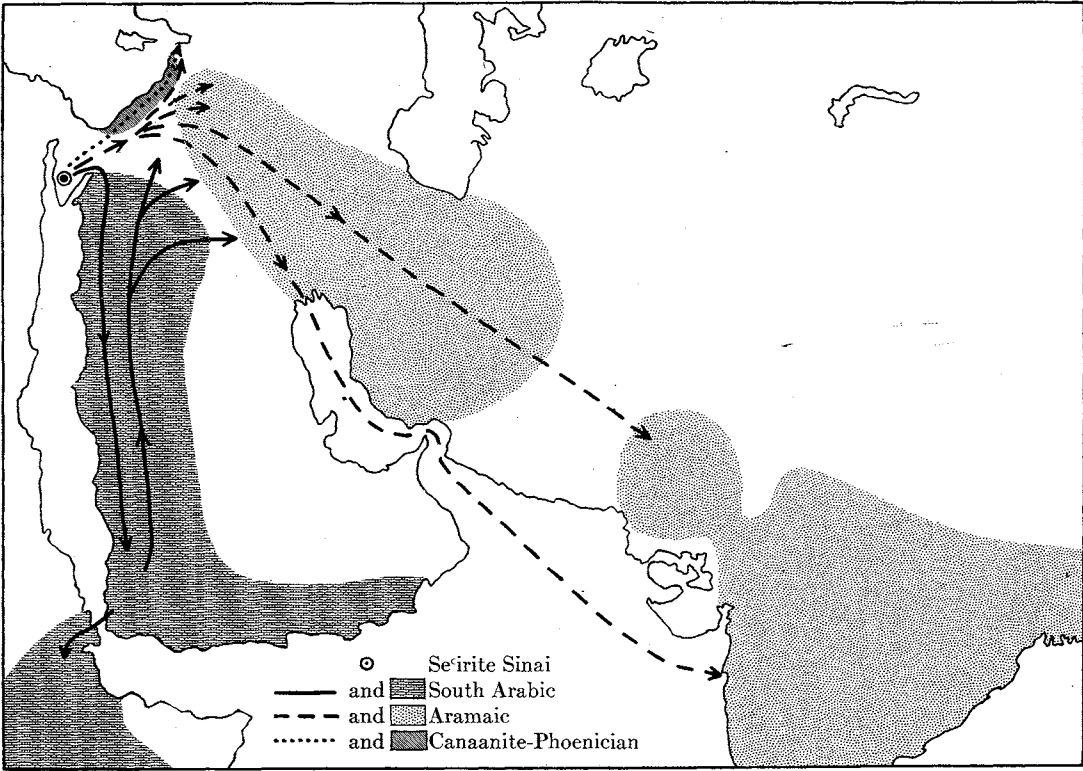 Seʿirite Sinai
and South Arabic
and Aramaic
and Canaanite-Phoenician